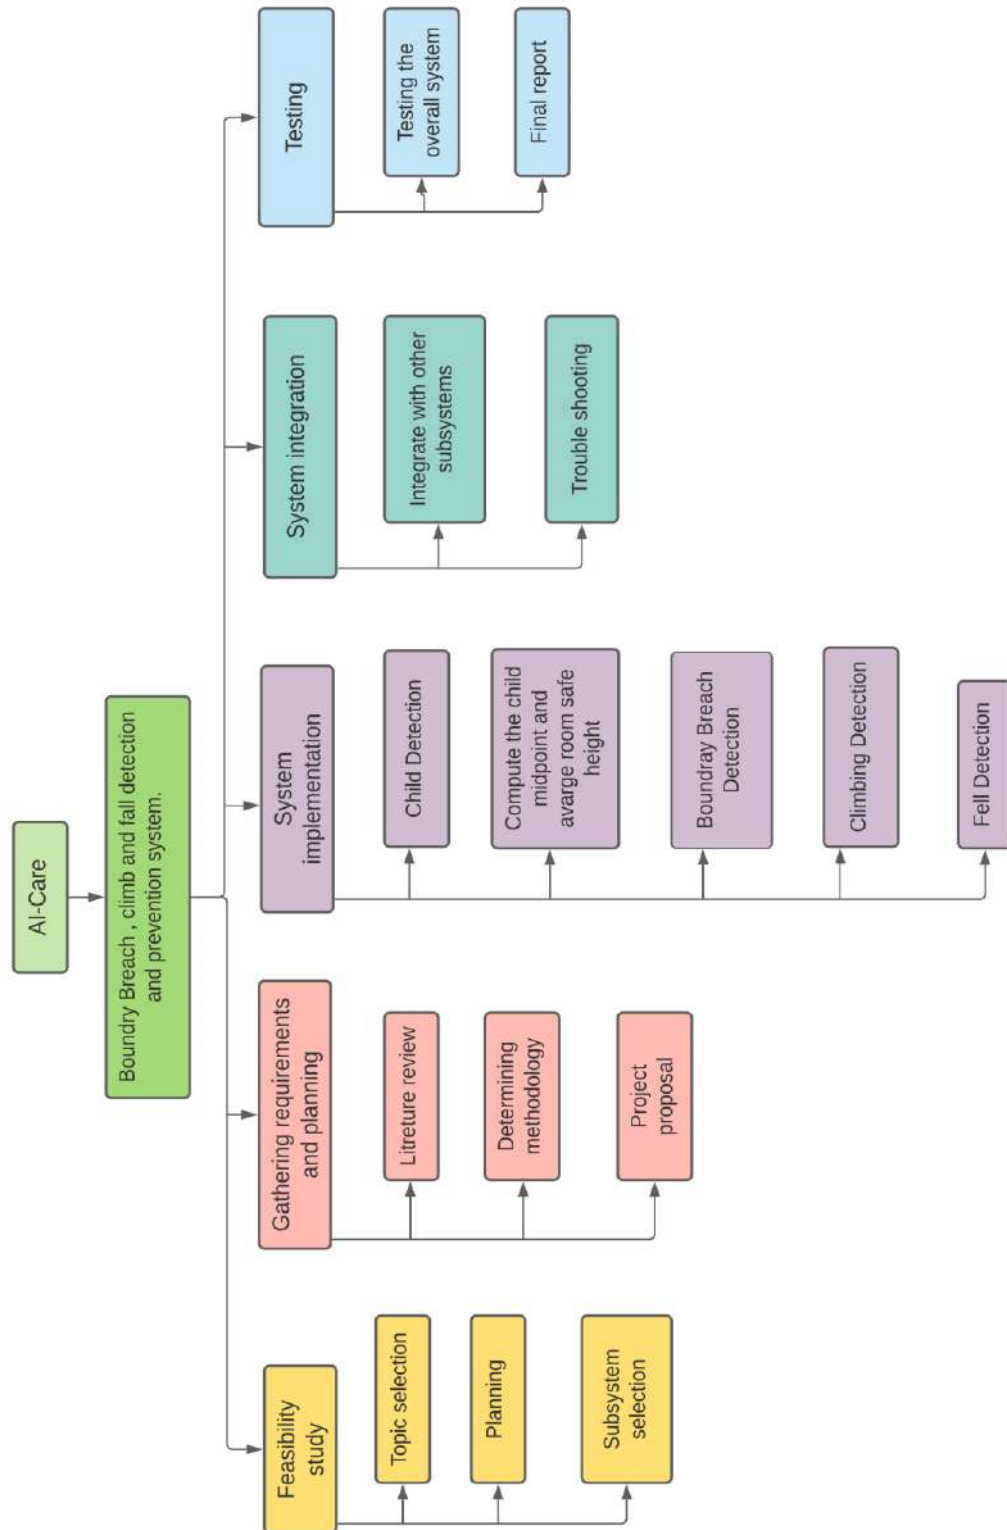 AI-Care
Boundry Breach , climb and fall detection
and prevention system.
Feasibility
study
Topic selection
Planning
Subsystem
selection
Gathering requirements
and planning
Litreture review
Determining
methodology
Project
proposal
System
implementation
Child Detection
Compute the child
midpoint and
avarge room safe
height
Boundray Breach
Detection
Climbing Detection
Fell Detection
System integration
Integrate with other
subsystems
Trouble shooting
Testing
Testing the
overall system
Final report